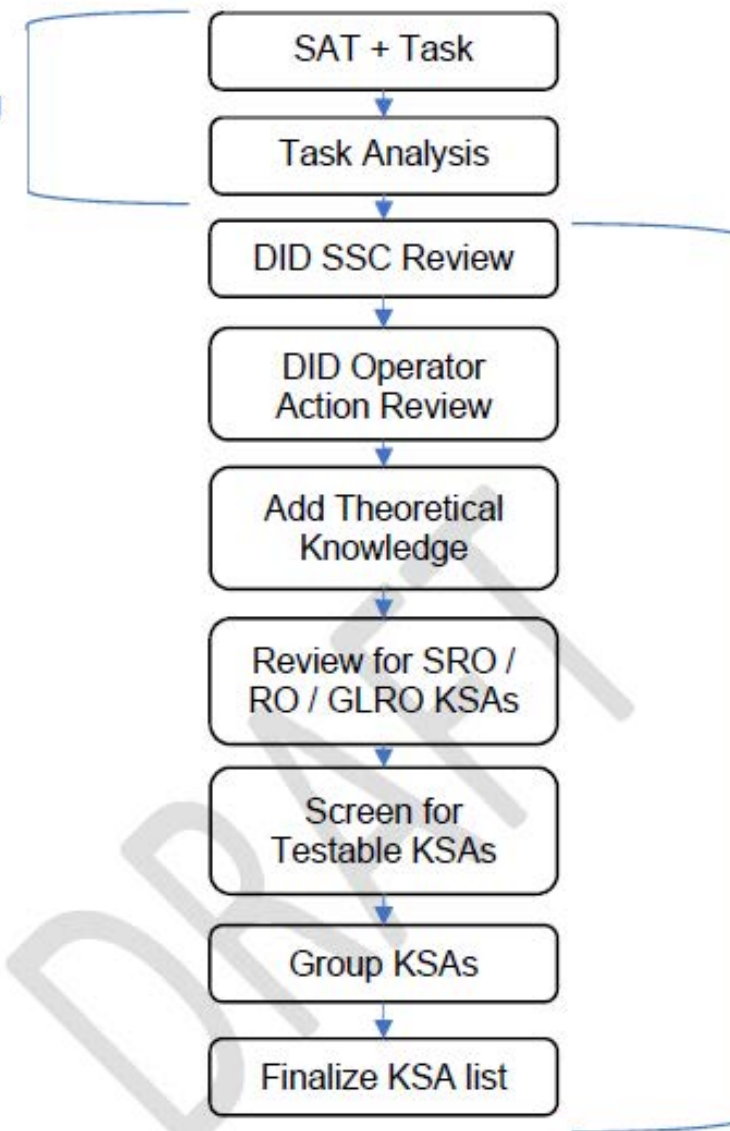 SAT + Task
Task Analysis
DID SSC Review
DID Operator
Action Review
Add Theoretical
Knowledge
Review for SRO /
RO / GLRO KSAs
Screen for
Testable KSAs
Group KSAs
Finalize KSA list
DRAFT